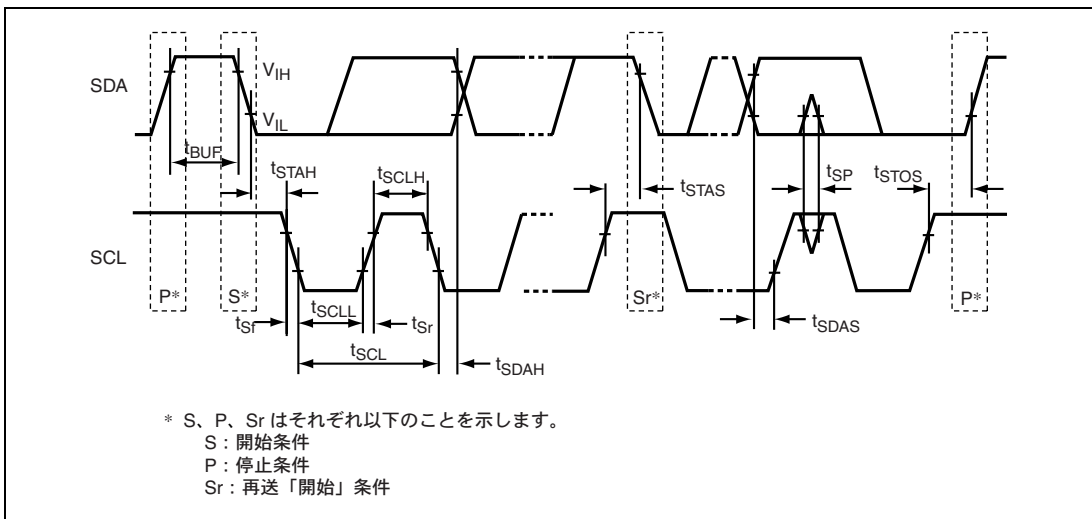 SDA
VIH
VIL
tBUF
tSTAH
tSCLH
tSTAS
tSP
tSTOS
SCL
P*
S*
Sr*
P*
tSf
tSCLL
tSr
tSCL
tSDAH
tSDAS
* S、P、Sr はそれぞれ以下のことを示します。
S:開始条件
P:停止条件
Sr:再送「開始」条件